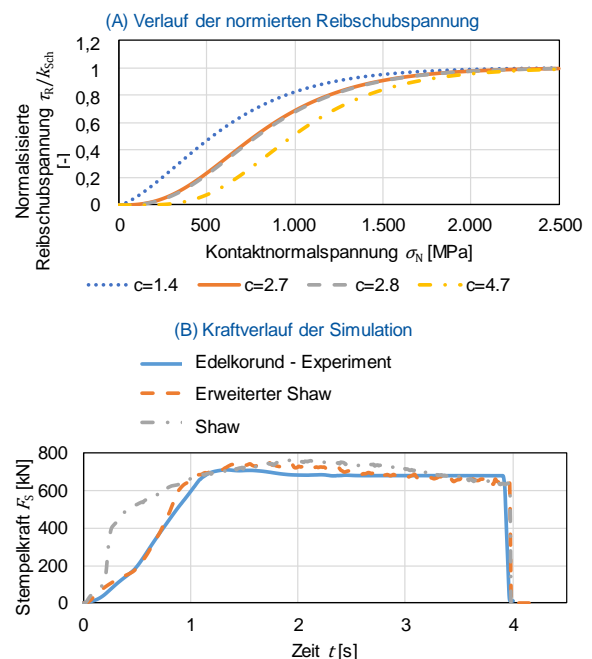 (A) Verlauf der normierten Reibschubspannung
Normalsisierte
Reibschubspannung τR/kSch
[-]
1,2
1
0,8
0,6
0,4
0,2
0
0 500 1.000 1.500 2.000 2.500
Kontaktnormalspannung σN [MPa]
c=1.4 c=2.7 c=2.8 c=4.7
(B) Kraftverlauf der Simulation
Edelkorund - Experiment
Erweiterter Shaw
Shaw
Stempelkraft FS [kN]
800
600
400
200
0
0 1 2 3 4
Zeit t [s]